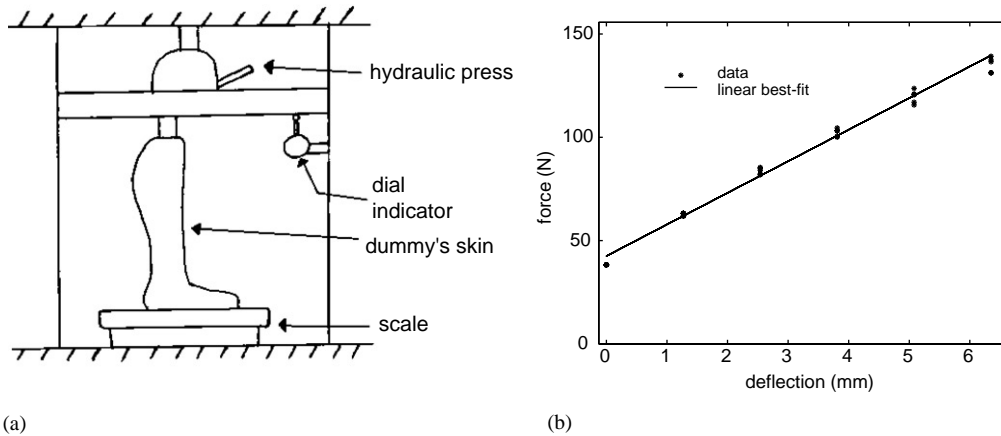 hydraulic press
dial
indicator
dummy's skin
scale
(a)
150
100
50
0
force (N)
data
linear best-fit
0 1 2 3 4 5 6
deflection (mm)
(b)